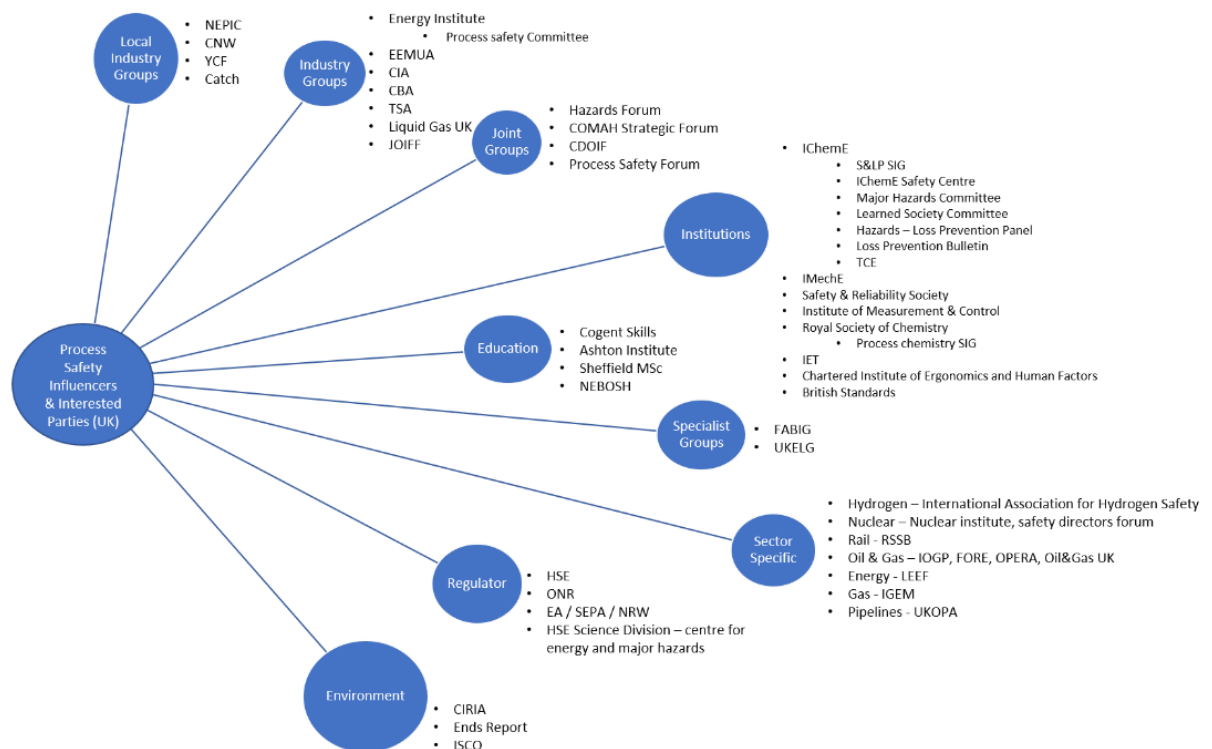 Local
Industry
Groups
• NEPIC
• CNW
• YCF
• Catch
Industry
Groups
• Energy Institute
• Process safety Committee
• EEMUA
• CIA
• CBA
• TSA
• Liquid Gas UK
• JOIFF
Joint
Groups
• Hazards Forum
• COMAH Strategic Forum
• CDOIF
• Process Safety Forum
Institutions
• IChemE
• S&LP SIG
• IChemE Safety Centre
• Major Hazards Committee
• Learned Society Committee
• Hazards – Loss Prevention Panel
• Loss Prevention Bulletin
• TCE
• IMechE
• Safety & Reliability Society
• Institute of Measurement & Control
• Royal Society of Chemistry
• Process chemistry SIG
• IET
• Chartered Institute of Ergonomics and Human Factors
• British Standards
Process
Safety
Influencers
& Interested
Parties (UK)
Education
• Cogent Skills
• Ashton Institute
• Sheffield MSc
• NEBOSH
Specialist
Groups
• FABIG
• UKELG
Sector
Specific
• Hydrogen – International Association for Hydrogen Safety
• Nuclear – Nuclear institute, safety directors forum
• Rail - RSSB
• Oil & Gas – IOGP, FORE, OPERA, Oil&Gas UK
• Energy - LEEF
• Gas - IGEM
• Pipelines - UKOPA
Regulator
• HSE
• ONR
• EA / SEPA / NRW
• HSE Science Division – centre for
energy and major hazards
Environment
• CIRIA
• Ends Report
• ISCO